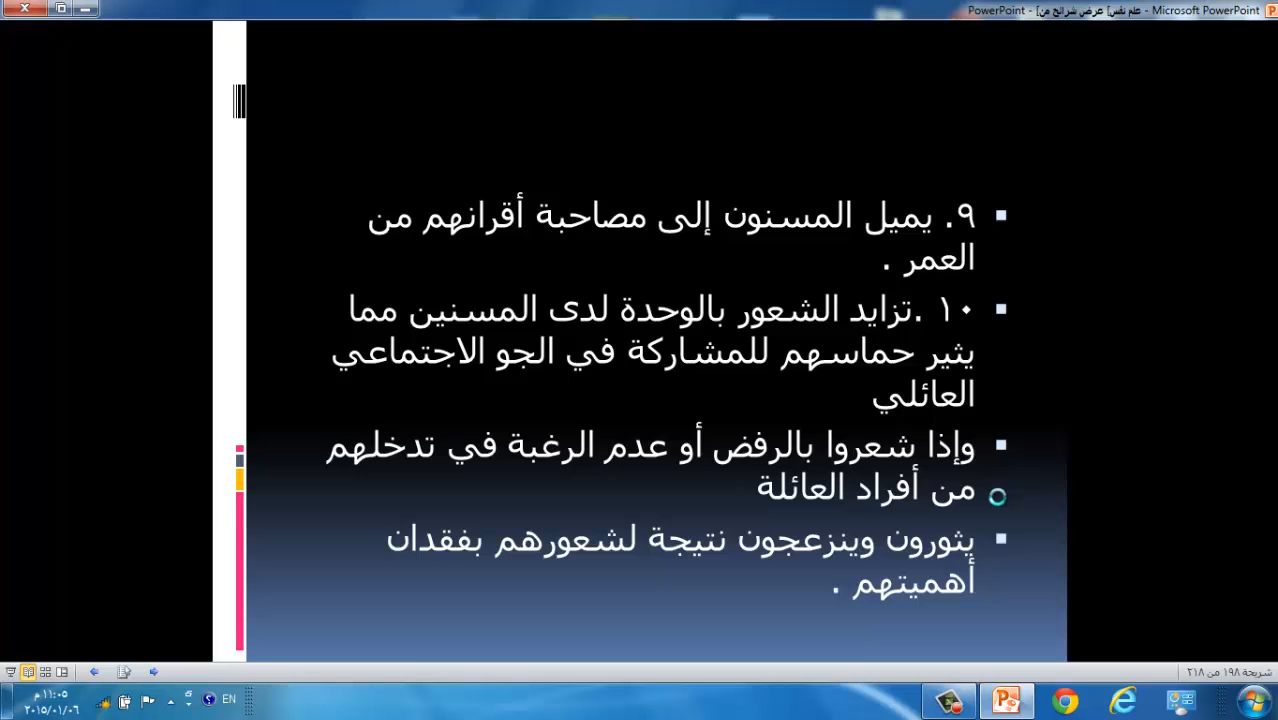 PowerPoint - [علم نفس] عرض شرائح من - Microsoft PowerPoint
٩. يميل المسنون إلى مصاحبة أقرانهم من
العمر .
١٠ .تزايد الشعور بالوحدة لدى المسنين مما
يثير حماسهم للمشاركة في الجو الاجتماعي
العائلي
وإذا شعروا بالرفض أو عدم الرغبة في تدخلهم
من أفراد العائلة
يثورون وينزعجون نتيجة لشعورهم بفقدان
أهميتهم .
شريحة ١٩٨ من ٢١٨
EN
١١:٠٥ م
٢٠١٥/٠١/٠٦